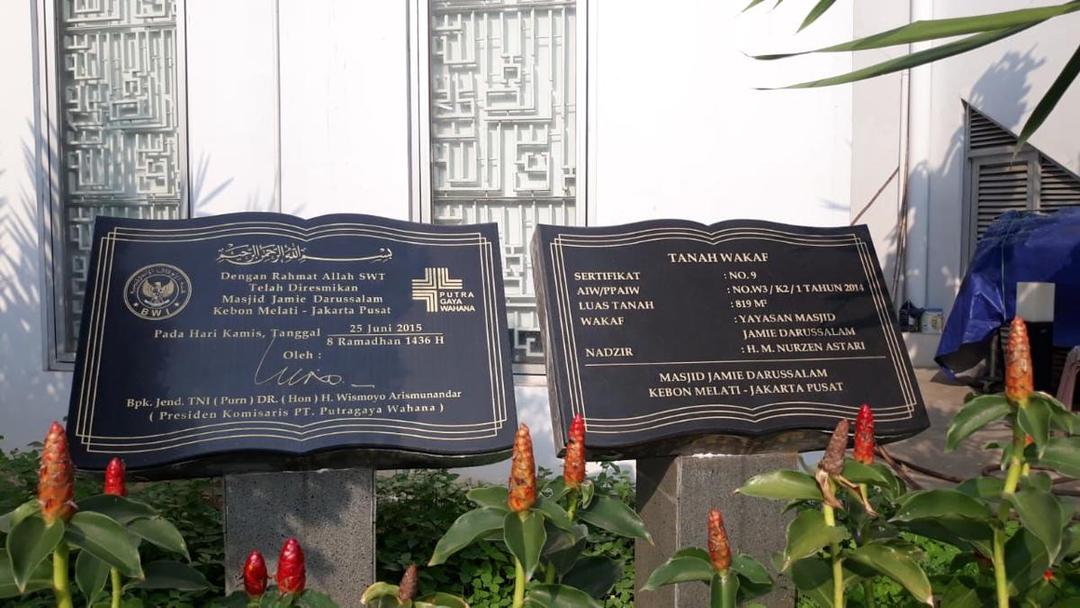 بسم الله الرحمن الرحيم
Dengan Rahmat Allah SWT
Telah Diresmikan
Masjid Jamie Darussalam
Kebon Melati - Jakarta Pusat
BWI
PUTRA
GAYA
WAHANA
Pada Hari Kamis, Tanggal 25 Juni 2015
8 Ramadhan 1436 H
Oleh :
Bpk. Jend. TNI ( Purn ) DR. ( Hon ) H. Wismoyo Arismunandar
( Presiden Komisaris PT. Putragaya Wahana )
TANAH WAKAF
SERTIFIKAT : NO. 9
AIW/PPAIW : NO.W3 / K2 / 1 TAHUN 2014
LUAS TANAH : 819 M²
WAKAF : YAYASAN MASJID
JAMIE DARUSSALAM
NADZIR : H. M. NURZEN ASTARI
MASJID JAMIE DARUSSALAM
KEBON MELATI - JAKARTA PUSAT